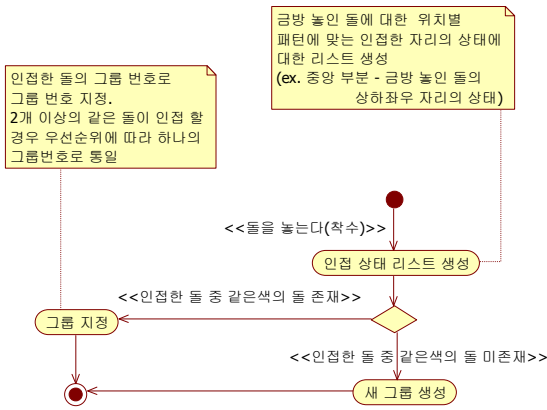 금방 놓인 돌에 대한 위치별
패턴에 맞는 인접한 자리의 상태에
대한 리스트 생성
(ex. 중앙 부분 - 금방 놓인 돌의
상하좌우 자리의 상태)
인접한 돌의 그룹 번호로
그룹 번호 지정.
2개 이상의 같은 돌이 인접 할
경우 우선순위에 따라 하나의
그룹번호로 통일
<<돌을 놓는다(착수)>>
인접 상태 리스트 생성
<<인접한 돌 중 같은색의 돌 존재>>
그룹 지정
<<인접한 돌 중 같은색의 돌 미존재>>
새 그룹 생성